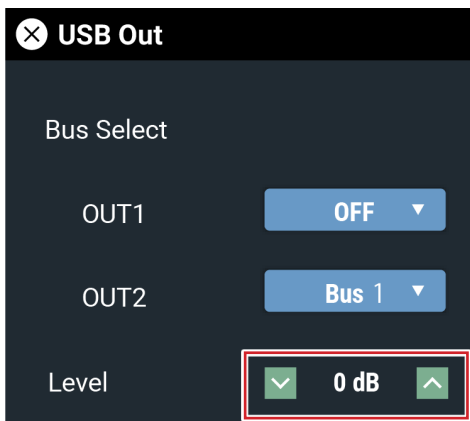 USB Out
Bus Select
OUT1 OFF
OUT2 Bus 1
Level 0 dB